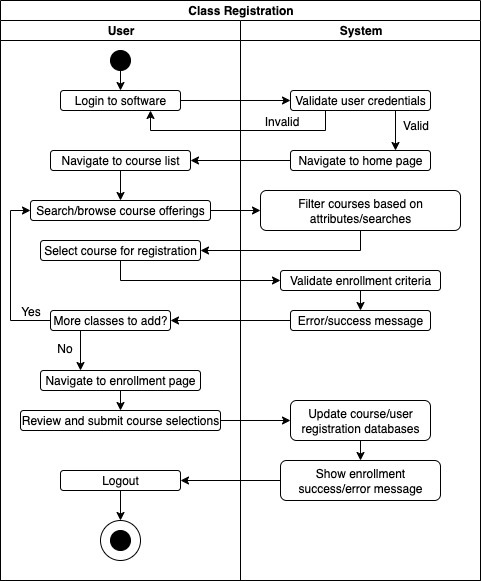 Class Registration
User
System
Login to software
Validate user credentials
Invalid
Valid
Navigate to course list
Navigate to home page
Search/browse course offerings
Filter courses based on
attributes/searches
Select course for registration
Validate enrollment criteria
Yes
More classes to add?
Error/success message
No
Navigate to enrollment page
Review and submit course selections
Update course/user
registration databases
Logout
Show enrollment
success/error message